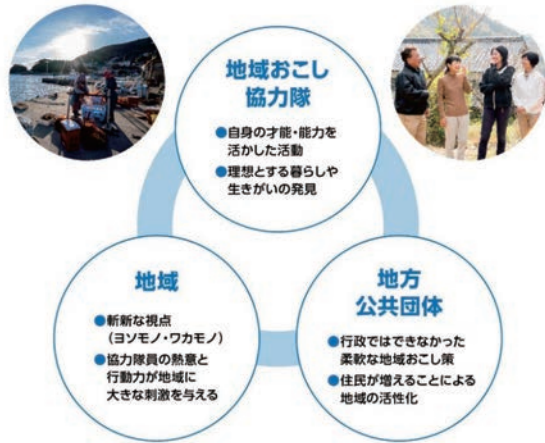 地域おこし
協力隊
●自身の才能・能力を
活かした活動
●理想とする暮らしや
生きがいの発見
地域
●斬新な視点
(ヨソモノ・ワカモノ)
●協力隊員の熱意と
行動力が地域に
大きな刺激を与える
地方
公共団体
●行政ではできなかった
柔軟な地域おこし策
●住民が増えることによる
地域の活性化